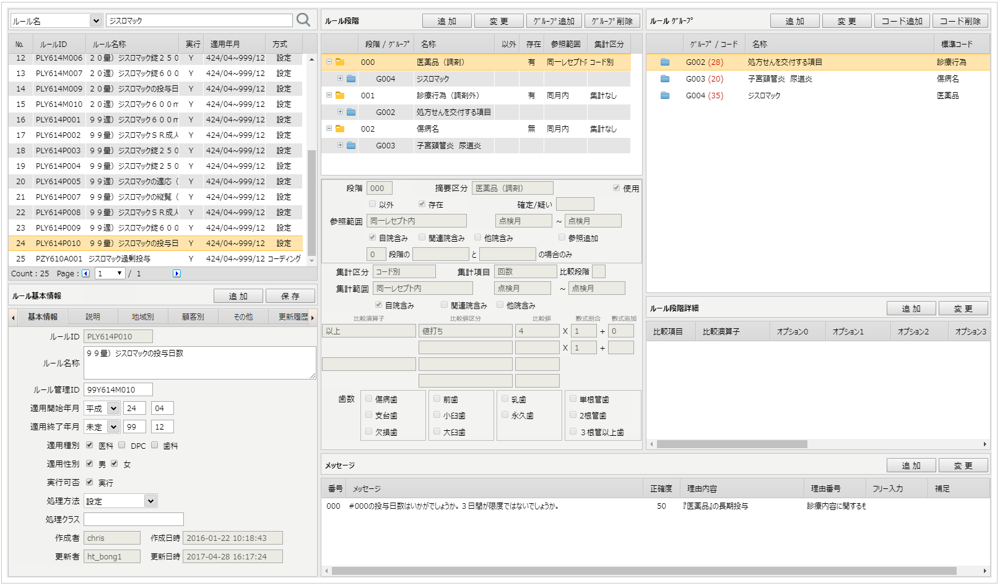 ルール名
ジスロマック
No.	ルールID	ルール名称	実行	適用年月	方式
12	PLY614M006	２０量）ジスロマック錠２５０	Y	424/04~999/12	設定
13	PLY614M007	２０適）ジスロマック錠６００	Y	424/04~999/12	設定
14	PLY614M009	２０量）ジスロマックの投与日	Y	424/04~999/12	設定
15	PLY614M010	２０適）ジスロマック６００m	Y	424/04~999/12	設定
16	PLY614P001	９９適）ジスロマック６００m	Y	424/04~999/12	設定
17	PLY614P002	９９量）ジスロマックＳＲ成人	Y	424/04~999/12	設定
18	PLY614P003	９９量）ジスロマック錠２５０	Y	424/04~999/12	設定
19	PLY614P004	９９量）ジスロマック錠２５０	Y	424/04~999/12	設定
20	PLY614P005	９９適）ジスロマックの適応（	Y	424/04~999/12	設定
21	PLY614P007	９９量）ジスロマックの縦覧（	Y	424/04~999/12	設定
22	PLY614P008	９９量）ジスロマックＳＲ成人	Y	424/04~999/12	設定
23	PLY614P009	９９適）ジスロマック錠６００	Y	424/04~999/12	設定
24	PLY614P010	９９量）ジスロマックの投与日	Y	424/04~999/12	設定
25	PZY610A001	ジスロマック過剰投与	Y	424/04~999/12	コーディング
Count : 25 Page : 1 / 1
ルール基本情報	追 加	保 存
基本情報	説明	地域別	顧客別	その他	更新履歴
ルールID	PLY614P010
ルール名称	９９量）ジスロマックの投与日数
ルール管理ID	99Y614M010
適用開始年月	平成	24	04
適用終了年月	未定	99	12
適用種別	医科	DPC	歯科
適用性別	男	女
実行可否	実行
処理方法	設定
処理クラス
作成者	chris	作成日時	2016-01-22 10:18:43
更新者	ht_bong1	更新日時	2017-04-28 16:17:24
ルール段階	追 加	変 更	ｸﾞﾙｰﾌﾟ追加	ｸﾞﾙｰﾌﾟ削除
段階 / ｸﾞﾙｰﾌﾟ	名称	以外	存在	参照範囲	集計区分
000	医薬品（調剤）	有	同一レセプト内	コード別
G004	ジスロマック
001	診療行為（調剤外）	有	同月内	集計なし
G002	処方せんを交付する項目
002	傷病名	無	同月内	集計なし
G003	子宮頚管炎 尿道炎
段階	000	摘要区分	医薬品（調剤）	使用
以外	存在	確定/疑い
参照範囲	同一レセプト内	点検月	~	点検月
自院含み	関連院含み	他院含み	参照追加
0	段階の	と	の場合のみ
集計区分	コード別	集計項目	回数	比較段階
集計範囲	同一レセプト内	点検月	~	点検月
自院含み	関連院含み	他院含み
比較演算子	比較値区分	比較値	數式割合	數式追加
以上	値打ち	4	X	1	+	0
X	1	+
歯数	傷病歯	前歯	乳歯	単根管歯
支台歯	小臼歯	永久歯	2根管歯
欠損歯	大臼歯	３根管以上歯
ルール ｸﾞﾙｰﾌﾟ	追 加	変 更	コード追加	コード削除
ｸﾞﾙｰﾌﾟ / コード	名称	標準コード
G002 (28)	処方せんを交付する項目	診療行為
G003 (20)	子宮頚管炎 尿道炎	傷病名
G004 (35)	ジスロマック	医薬品
ルール段階詳細	追 加	変 更
比較項目	比較演算子	オプション0	オプション1	オプション2	オプション3
メッセージ	追 加	変 更
番号	メッセージ	正確度	理由内容	理由番号	フリー入力	補足
000	#000の投与日数はいかがでしょうか。３日間が限度ではないでしょうか。	50	『医薬品』の長期投与	診療内容に関するも